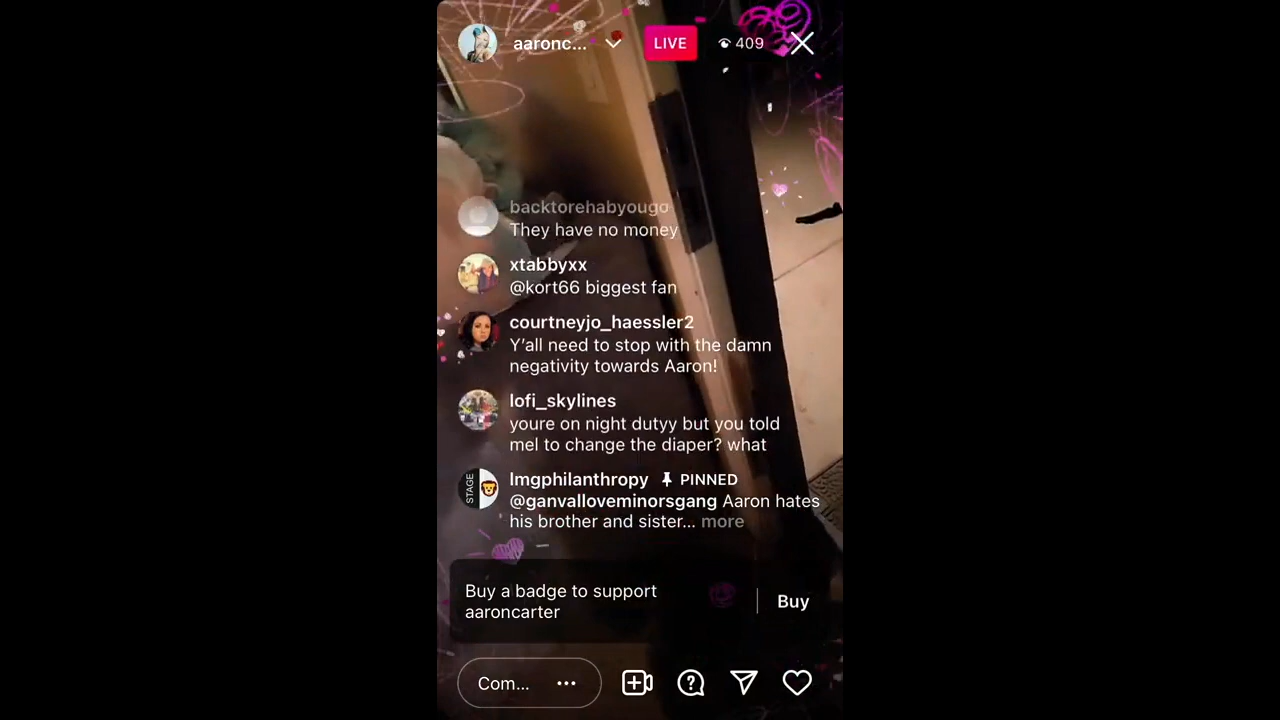 aaronc...
LIVE
409
backtorehabyougo
They have no money
xtabbyxx
@kort66 biggest fan
courtneyjo_haessler2
Y'all need to stop with the damn
negativity towards Aaron!
lofi_skylines
youre on night dutyy but you told
mel to change the diaper? what
lmgphilanthropy PINNED
@ganvalloveminorsgang Aaron hates
his brother and sister... more
STAGE
Buy a badge to support
aaroncarter
Buy
Com...